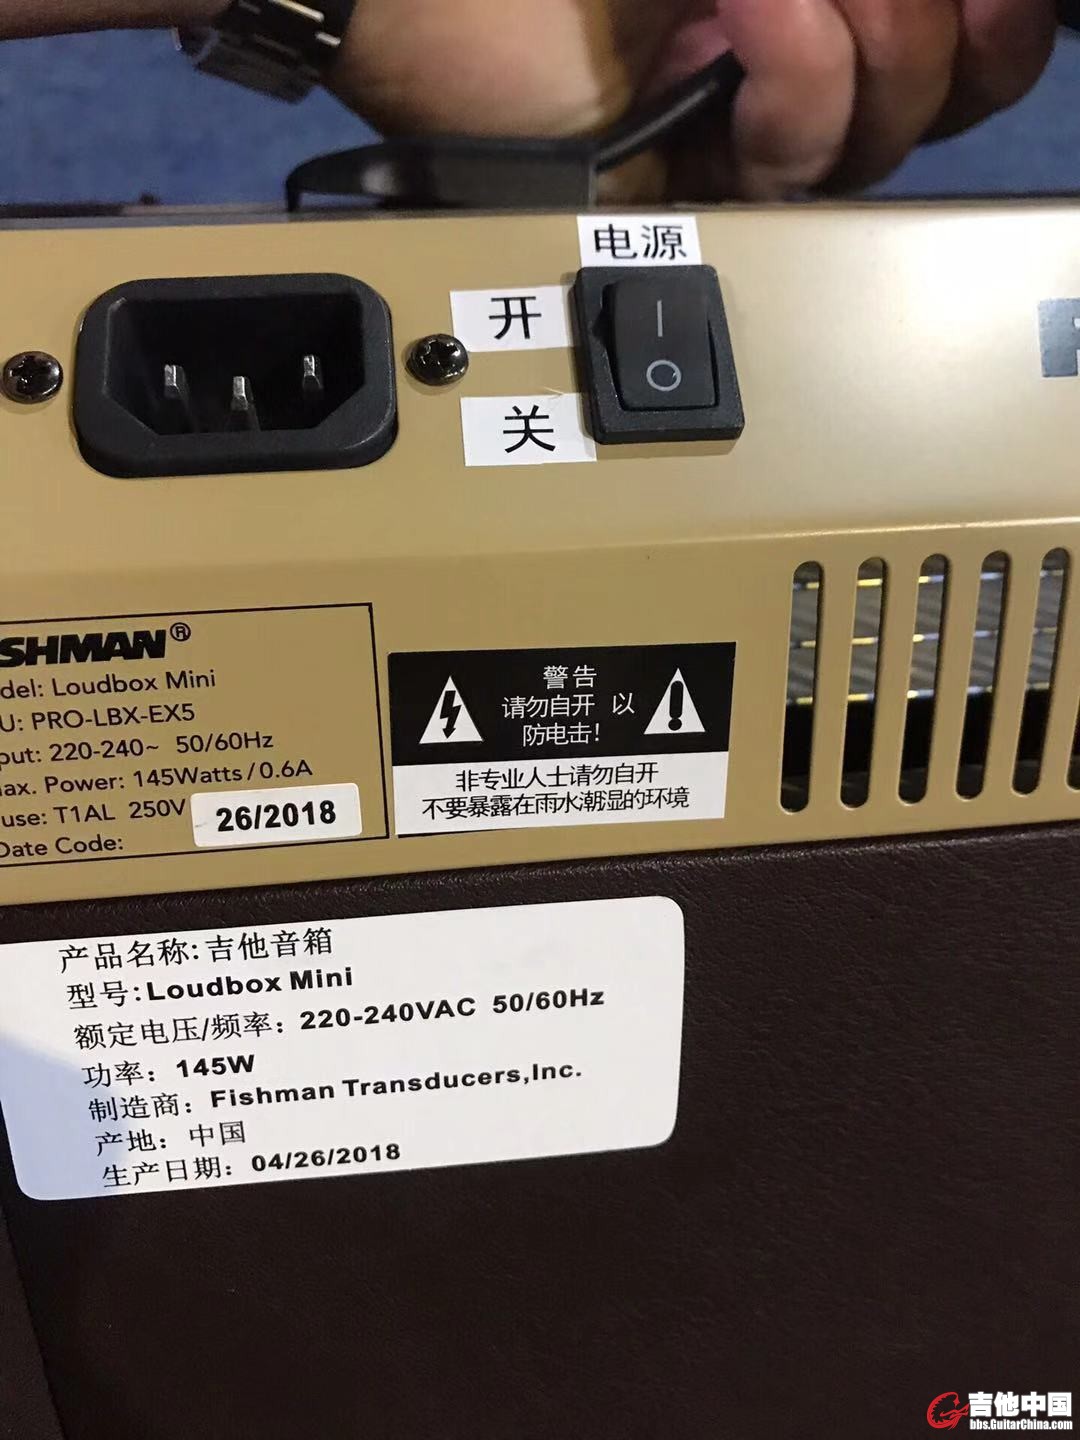 电源
开
关
SHMAN®
del: Loudbox Mini
U: PRO-LBX-EX5
put: 220-240~ 50/60Hz
ax. Power: 145Watts/0.6A
use: T1AL 250V
26/2018
Date Code:
警告
请勿自开 以
防电击!
非专业人士请勿自开
不要暴露在雨水潮湿的环境
产品名称:吉他音箱
型号:Loudbox Mini
额定电压/频率: 220-240VAC 50/60Hz
功率: 145W
制造商: Fishman Transducers,Inc.
产地: 中国
生产日期: 04/26/2018
吉他中国
bbs.GuitarChina.com